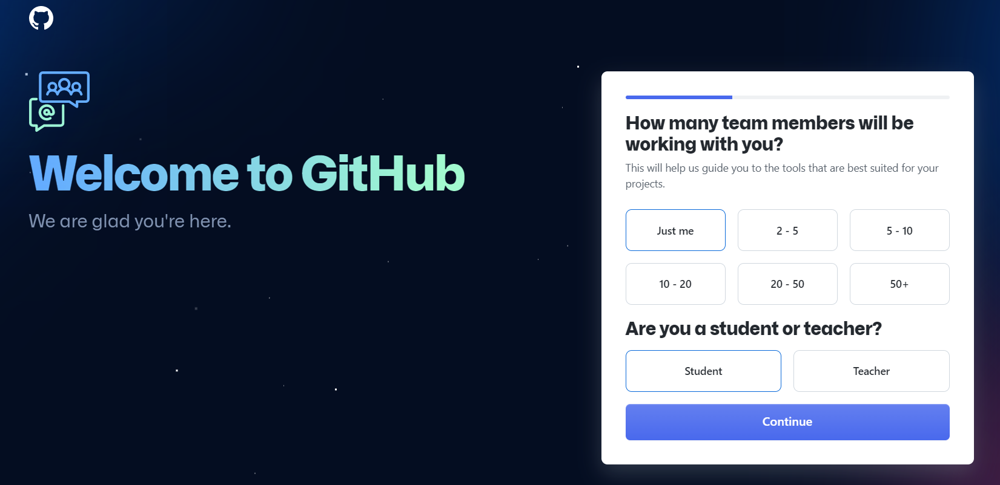 @
Welcome to GitHub
We are glad you're here.
How many team members will be
working with you?
This will help us guide you to the tools that are best suited for your
projects.
Just me
2 - 5
5 - 10
10 - 20
20 - 50
50+
Are you a student or teacher?
Student
Teacher
Continue